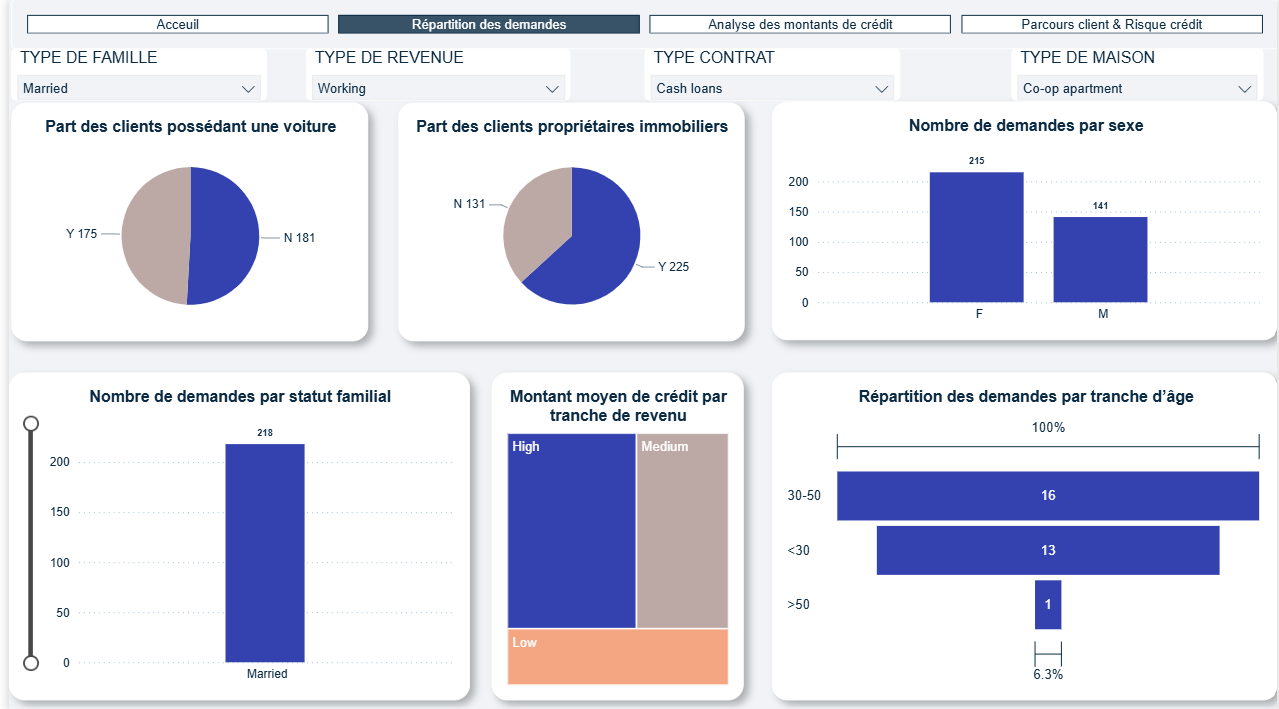 Acceuil
Répartition des demandes
Analyse des montants de crédit
Parcours client & Risque crédit
TYPE DE FAMILLE
TYPE DE REVENUE
TYPE CONTRAT
TYPE DE MAISON
Married
Working
Cash loans
Co-op apartment
Part des clients possédant une voiture
Y 175
N 181
Part des clients propriétaires immobiliers
N 131
Y 225
Nombre de demandes par sexe
215
141
200
150
100
50
0
F
M
Nombre de demandes par statut familial
218
200
150
100
50
0
Married
Montant moyen de crédit par
tranche de revenu
High
Medium
Low
Répartition des demandes par tranche d’âge
100%
30-50
16
<30
13
>50
1
6.3%